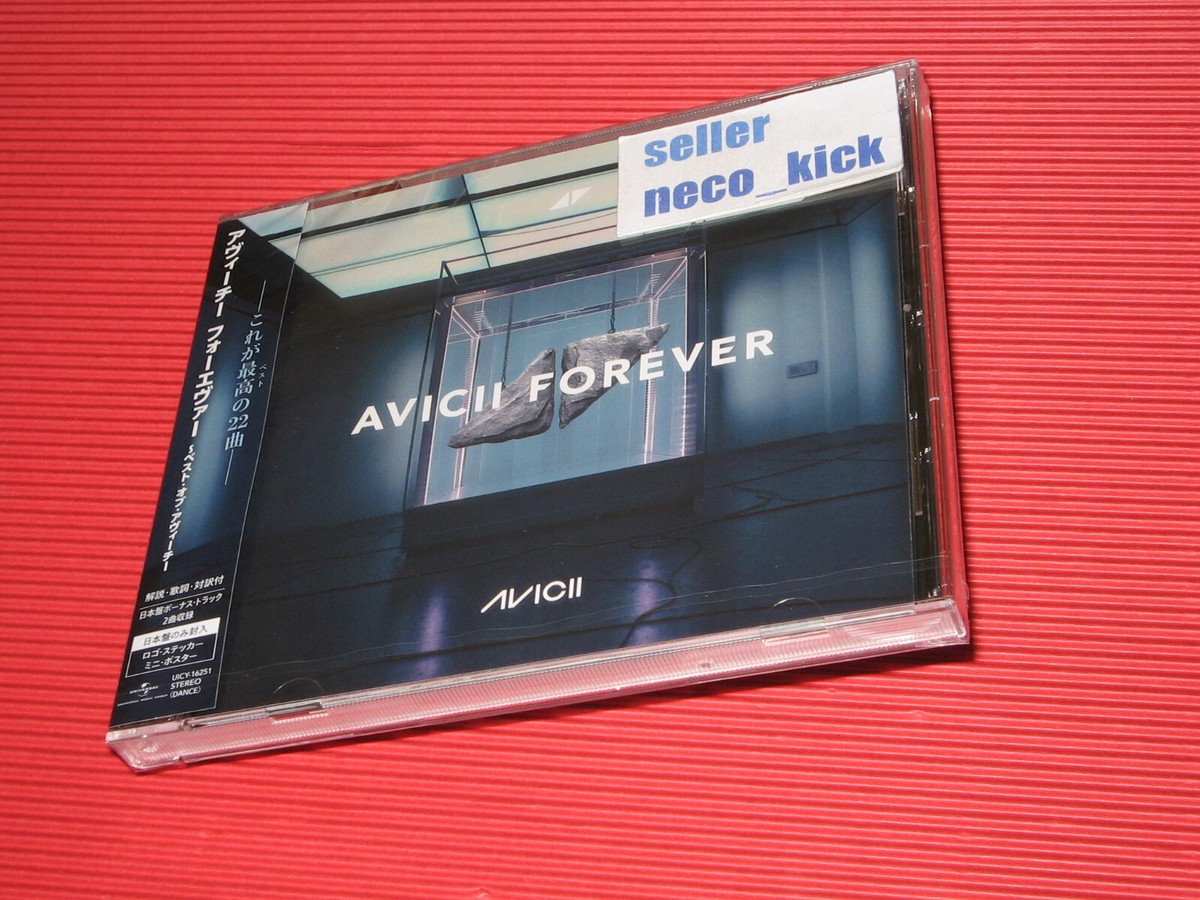 seller
neco_kick
AVICII FOREVER
AVICII
アヴィーチー フォーエヴァー ~ベスト・オブ・アヴィーチー
——これが最高の22曲——
ベスト
解説・歌詞・対訳付
日本盤ボーナス・トラック
2曲収録
日本盤のみ封入
ロゴ・ステッカー
ミニ・ポスター
UICY-16251
STEREO
(DANCE)
UNIVERSAL
UNIVERSAL MUSIC GROUP